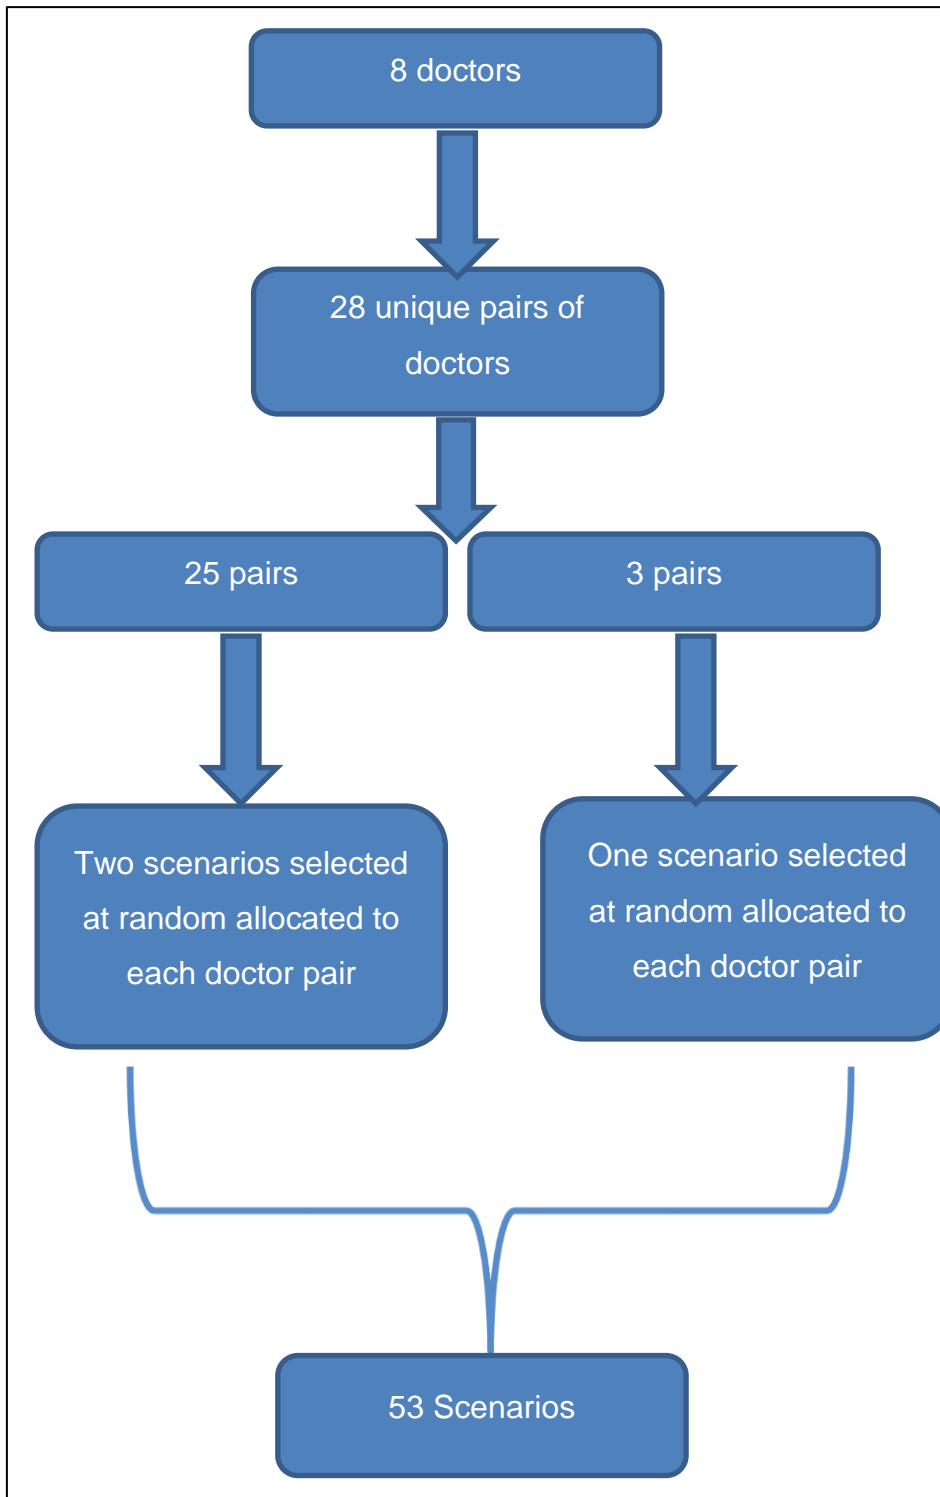 8 doctors
28 unique pairs of
doctors
25 pairs
3 pairs
Two scenarios selected
at random allocated to
each doctor pair
One scenario selected
at random allocated to
each doctor pair
53 Scenarios